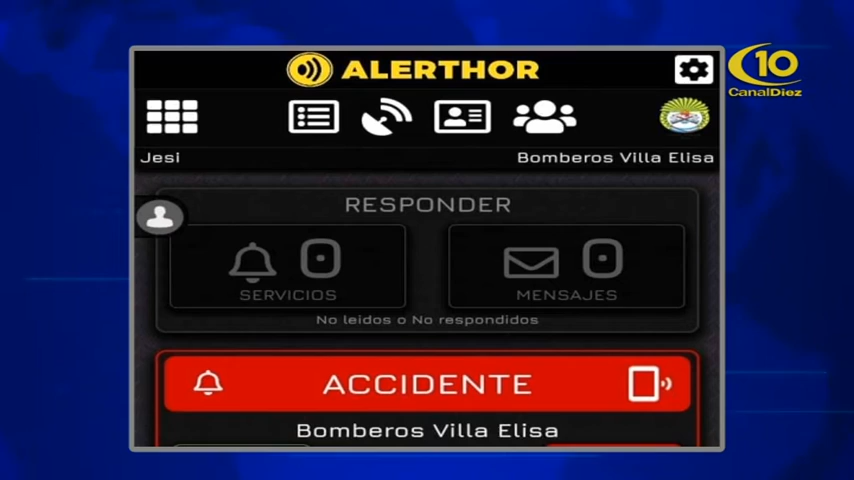 ALERTHOR
10
CanalDiez
Jesi
Bomberos Villa Elisa
RESPONDER
0
0
SERVICIOS
MENSAJES
No leidos o No respondidos
ACCIDENTE
Bomberos Villa Elisa